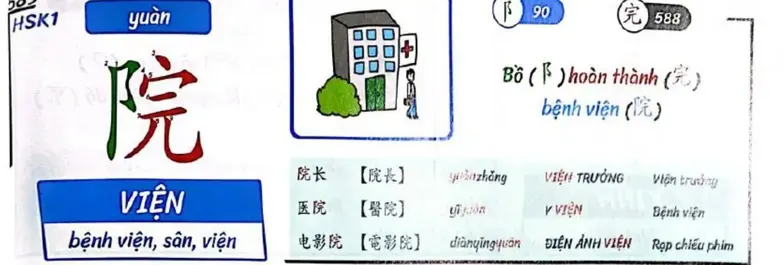 HSK1
yuàn
院
VIỆN
bệnh viện, sân, viện
阝 90
完 588
Bồ (阝) hoàn thành (完)
bệnh viện (院)
院长 【院長】 yuànzhǎng VIỆN TRƯỞNG Viện trưởng
医院 【醫院】 yīyuàn Y VIỆN Bệnh viện
电影院 【電影院】 diànyǐngyuàn ĐIỆN ẢNH VIỆN Rạp chiếu phim